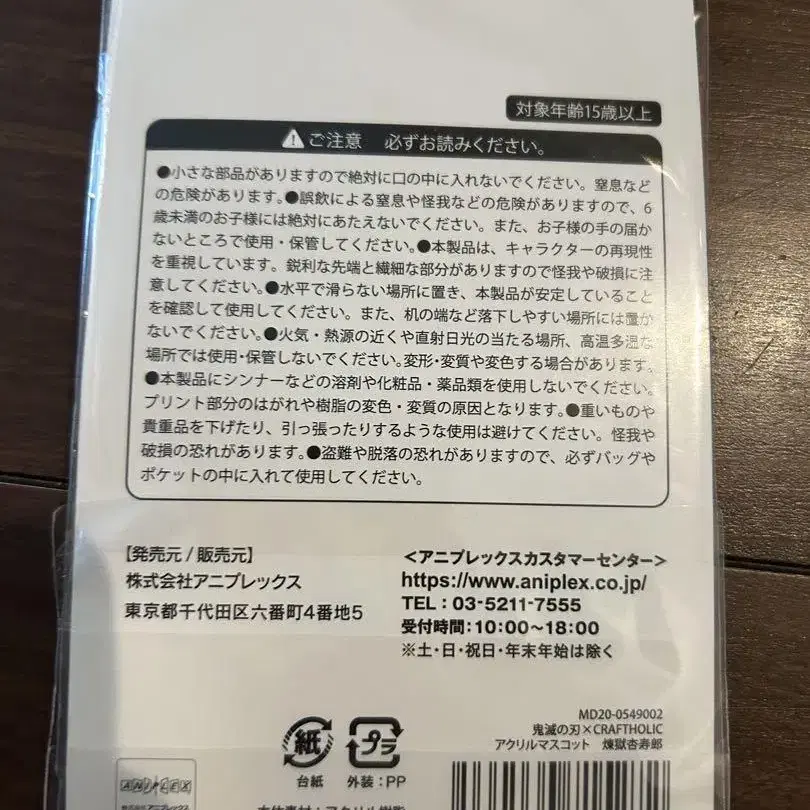 対象年齢15歳以上
ご注意 必ずお読みください。
●小さな部品がありますので絶対に口の中に入れないでください。窒息など
の危険があります。●誤飲による窒息や怪我などの危険がありますので、6
歳未満のお子様には絶対にあたえないでください。また、お子様の手の届か
ないところで使用・保管してください。●本製品は、キャラクターの再現性
を重視しています。鋭利な先端と繊細な部分がありますので怪我や破損に注
意してください。●水平で滑らない場所に置き、本製品が安定していること
を確認して使用してください。また、机の端など落下しやすい場所には置か
ないでください。●火気・熱源の近くや直射日光の当たる場所、高温多湿な
場所では使用・保管しないでください。変形・変質や変色する場合があります。
●本製品にシンナーなどの溶剤や化粧品・薬品類を使用しないでください。
プリント部分のはがれや樹脂の変色・変質の原因となります。●重いものや
貴重品を下げたり、引っ張ったりするような使用は避けてください。怪我や
破損の恐れがあります。●盗難や脱落の恐れがありますので、必ずバッグや
ポケットの中に入れて使用してください。
【発売元/販売元】
株式会社アニプレックス
東京都千代田区六番町4番地5
<アニプレックスカスタマーセンター>
https://www.aniplex.co.jp/
TEL：03-5211-7555
受付時間：10:00〜18:00
※土・日・祝日・年末年始は除く
MD20-0549002
鬼滅の刃×CRAFTHOLIC
アクリルマスコット 煉獄杏寿郎
紙
台紙
プラ
外装：PP
ANIPLEX
株式会社アニプレックス
本体素材：アクリル樹脂